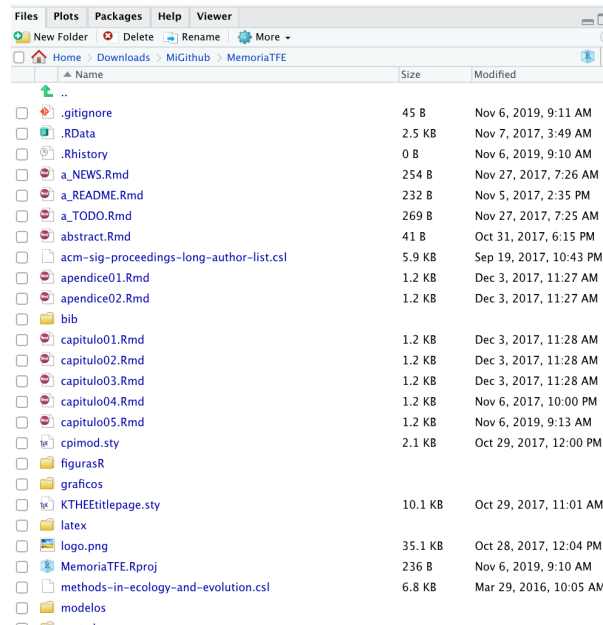 Files Plots Packages Help Viewer
New Folder Delete Rename More
Home Downloads MiGithub MemoriaTFE
Name Size Modified
..
.gitignore 45 B Nov 6, 2019, 9:11 AM
.RData 2.5 KB Nov 7, 2017, 3:49 AM
.Rhistory 0 B Nov 6, 2019, 9:10 AM
a_NEWS.Rmd 254 B Nov 27, 2017, 7:26 AM
a_README.Rmd 232 B Nov 5, 2017, 2:35 PM
a_TODO.Rmd 269 B Nov 27, 2017, 7:25 AM
abstract.Rmd 41 B Oct 31, 2017, 6:15 PM
acm-sig-proceedings-long-author-list.csl 5.9 KB Sep 19, 2017, 10:43 PM
apendice01.Rmd 1.2 KB Dec 3, 2017, 11:27 AM
apendice02.Rmd 1.2 KB Dec 3, 2017, 11:27 AM
bib
capitulo01.Rmd 1.2 KB Dec 3, 2017, 11:28 AM
capitulo02.Rmd 1.2 KB Dec 3, 2017, 11:28 AM
capitulo03.Rmd 1.2 KB Dec 3, 2017, 11:28 AM
capitulo04.Rmd 1.2 KB Nov 6, 2017, 10:00 PM
capitulo05.Rmd 1.2 KB Nov 6, 2019, 9:13 AM
cpimod.sty 2.1 KB Oct 29, 2017, 12:00 PM
figurasR
graficos
KTHEEtitlepage.sty 10.1 KB Oct 29, 2017, 11:01 AM
latex
logo.png 35.1 KB Oct 28, 2017, 12:04 PM
MemoriaTFE.Rproj 236 B Nov 6, 2019, 9:10 AM
methods-in-ecology-and-evolution.csl 6.8 KB Mar 29, 2016, 10:05 AM
modelos